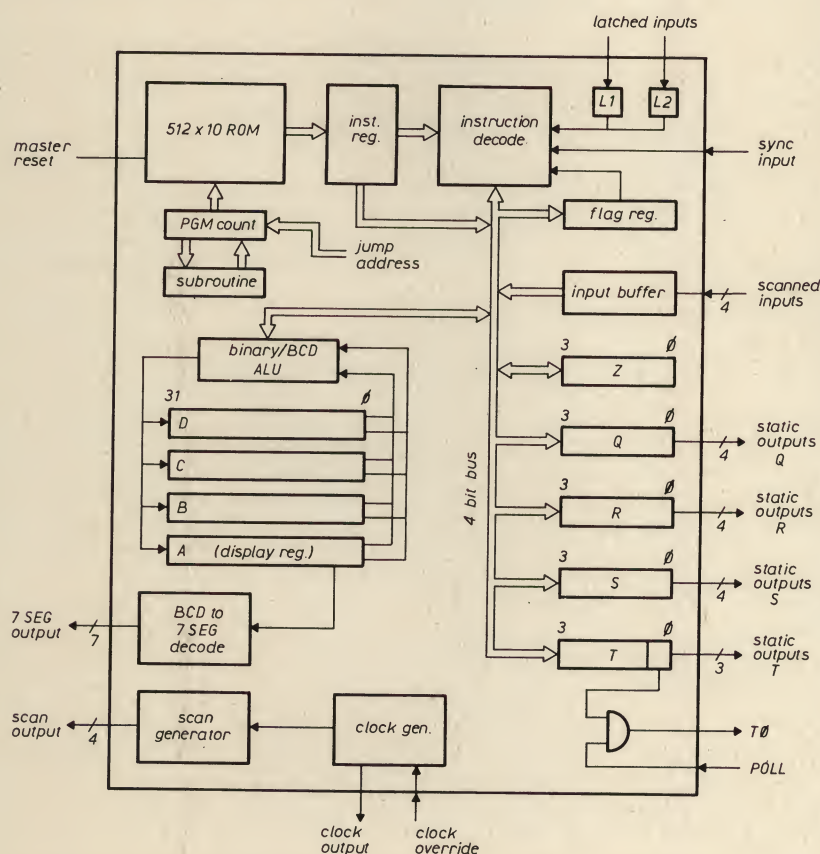 latched inputs
L1
L2
512 x 10 ROM
inst.
reg.
instruction
decode
master
reset
sync
input
PGM count
flag reg.
subroutine
jump
address
input buffer
scanned
inputs
4
binary/BCD
ALU
3
Ø
Z
31
Ø
D
3
Ø
Q
4
static
outputs
Q
C
4 bit bus
3
Ø
R
4
static
outputs
R
B
A
(display reg.)
3
Ø
S
4
static
outputs
S
7 SEG
output
7
BCD to
7 SEG
decode
3
Ø
T
3
static
outputs
T
scan
output
4
scan
generator
clock gen.
TØ
POLL
clock
output
clock
override